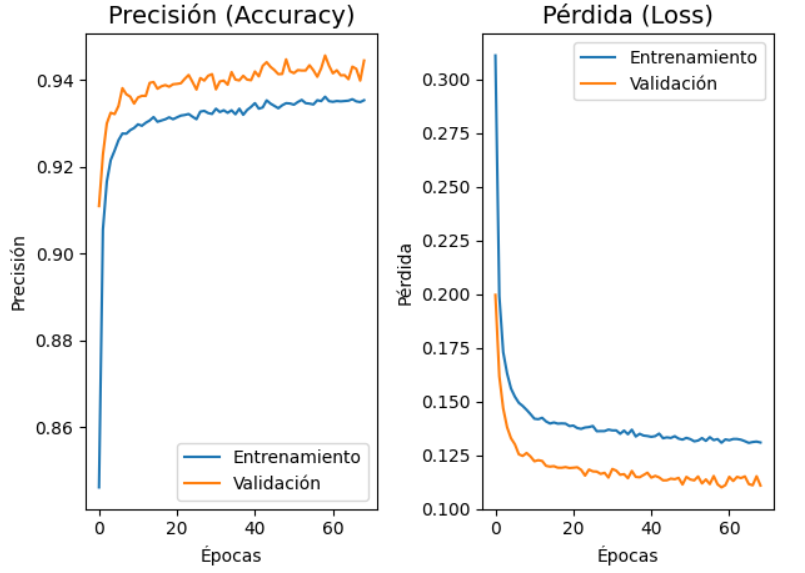 Precisión (Accuracy)
Precisión
0.94
0.92
0.90
0.88
0.86
Entrenamiento
Validación
0 20 40 60
Épocas
Pérdida (Loss)
Pérdida
0.300
0.275
0.250
0.225
0.200
0.175
0.150
0.125
0.100
Entrenamiento
Validación
0 20 40 60
Épocas